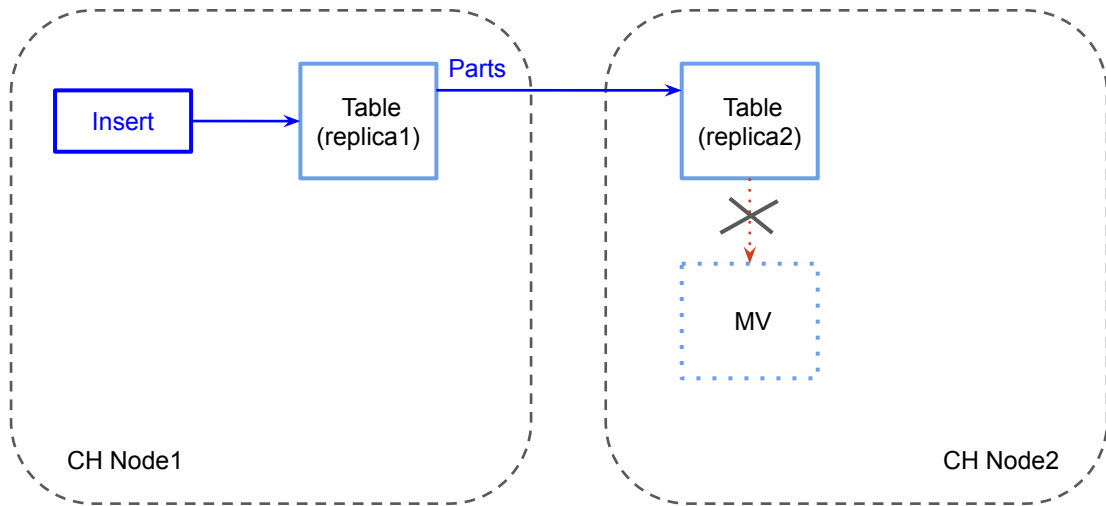 Parts
Insert
Table
(replica1)
Table
(replica2)
MV
CH Node1
CH Node2